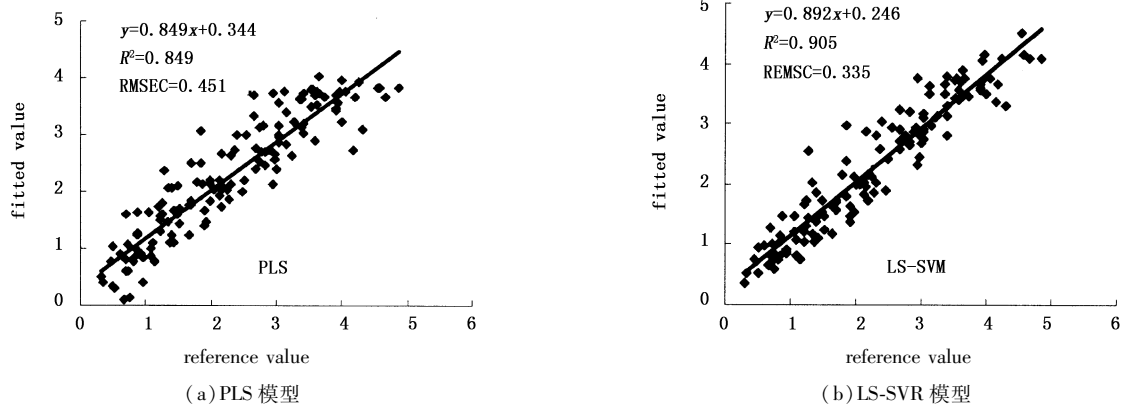 5
4
3
2
1
0
fitted value
y=0.849x+0.344
R²=0.849
RMSEC=0.451
PLS
0 1 2 3 4 5 6
reference value
(a)PLS 模型
5
4
3
2
1
0
fitted value
y=0.892x+0.246
R²=0.905
REMSC=0.335
LS-SVM
0 1 2 3 4 5 6
reference value
(b)LS-SVR 模型